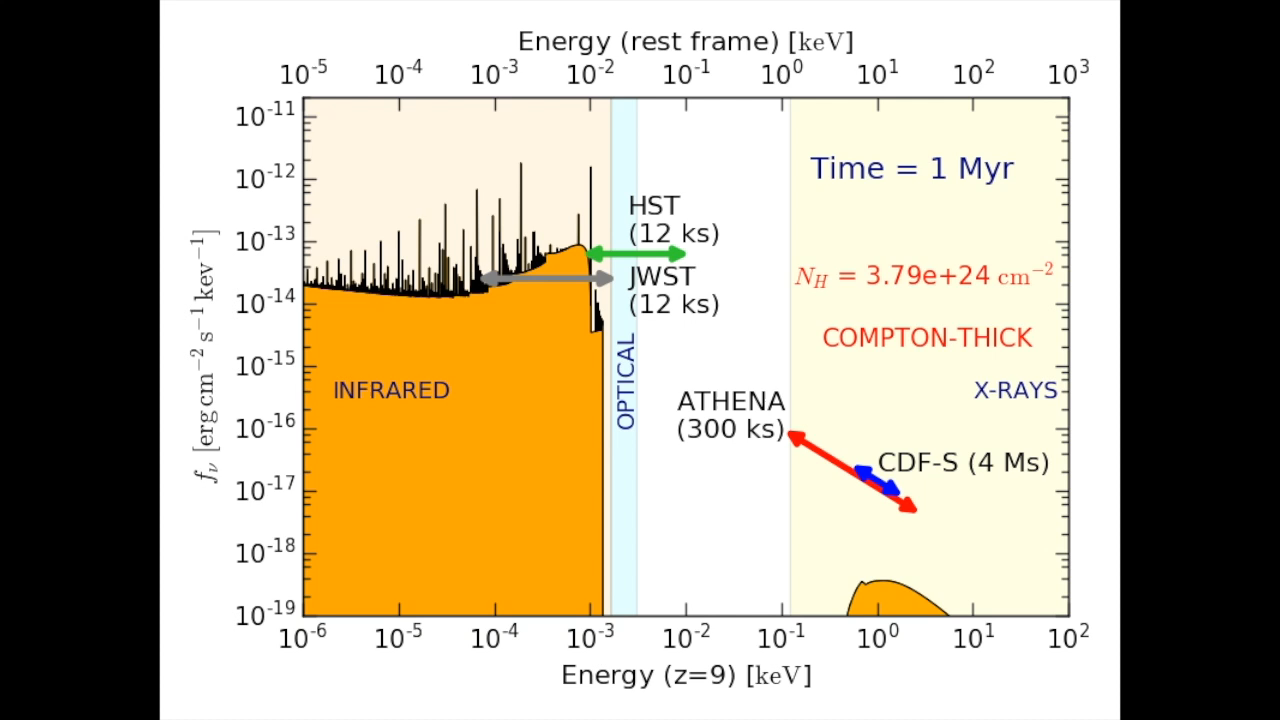 Energy (rest frame) [keV]
10^-5 10^-4 10^-3 10^-2 10^-1 10^0 10^1 10^2 10^3
10^-11
10^-12
10^-13
10^-14
10^-15
10^-16
10^-17
10^-18
10^-19
f_ν [erg cm^−2 s^−1 kev^−1]
Time = 1 Myr
HST
(12 ks)
JWST
(12 ks)
N_H = 3.79e+24 cm^−2
COMPTON-THICK
INFRARED
OPTICAL
X-RAYS
ATHENA
(300 ks)
CDF-S (4 Ms)
10^-6 10^-5 10^-4 10^-3 10^-2 10^-1 10^0 10^1 10^2
Energy (z=9) [keV]